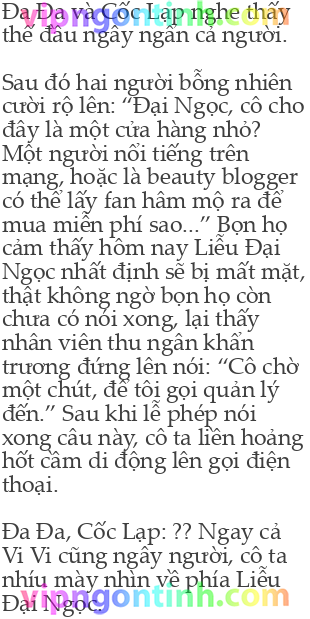 Đa Đa và Cốc Lạp nghe thấy
thế đầu ngây ngẩn cả người.
vipngontinh.com
Sau đó hai người bỗng nhiên
cười rộ lên: “Đại Ngọc, cô cho
đây là một cửa hàng nhỏ?
Một người nổi tiếng trên
mạng, hoặc là beauty blogger
có thể lấy fan hâm mộ ra để
mua miễn phí sao...” Bọn họ
cảm thấy hôm nay Liễu Đại
Ngọc nhất định sẽ bị mất mặt,
thật không ngờ bọn họ còn
chưa có nói xong, lại thấy
nhân viên thu ngân khẩn
trương đứng lên nói: “Cô chờ
một chút, để tôi gọi quản lý
đến.” Sau khi lễ phép nói
xong câu này, cô ta liền hoảng
hốt cầm di động lên gọi điện
thoại.
Đa Đa, Cốc Lạp: ?? Ngay cả
Vi Vi cũng ngây người, cô ta
nhíu mày nhìn về phía Liễu
Đại Ngọc.
vipngontinh.com